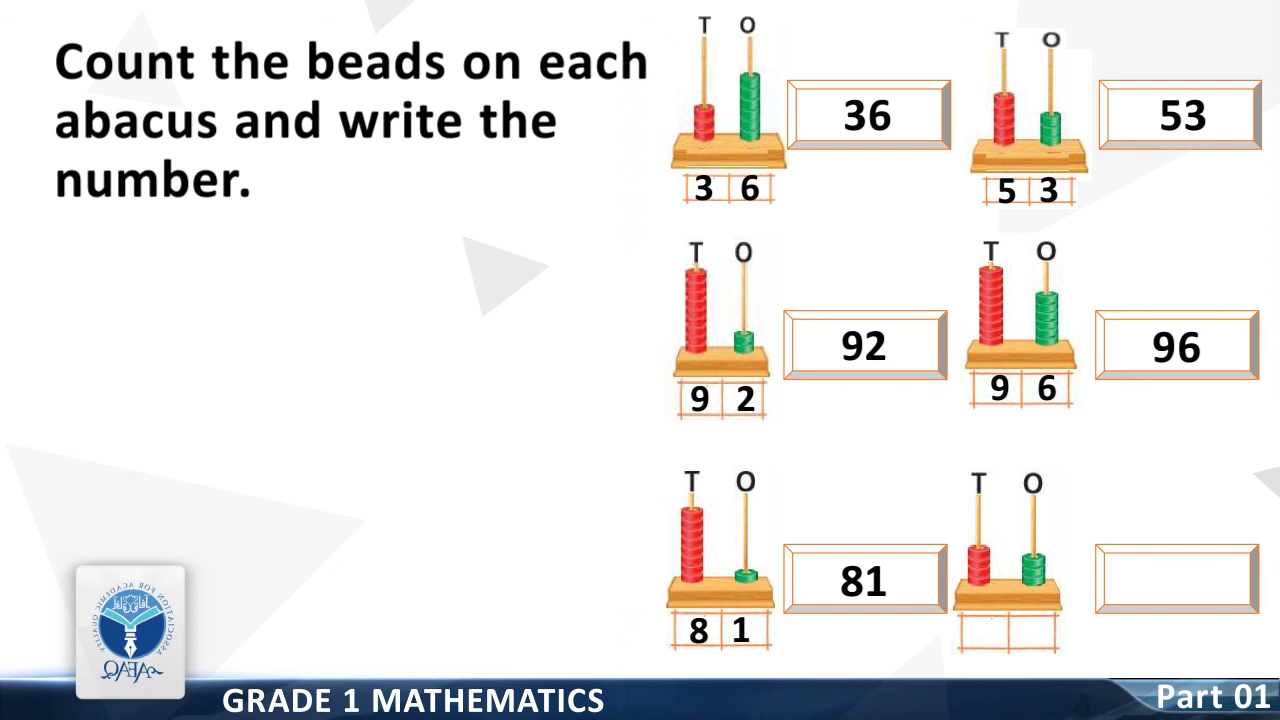 Count the beads on each
abacus and write the
number.
T O
36
3 6
T O
53
5 3
T O
92
9 2
T O
96
9 6
T O
81
8 1
T O
QAFAA
GRADE 1 MATHEMATICS
Part 01